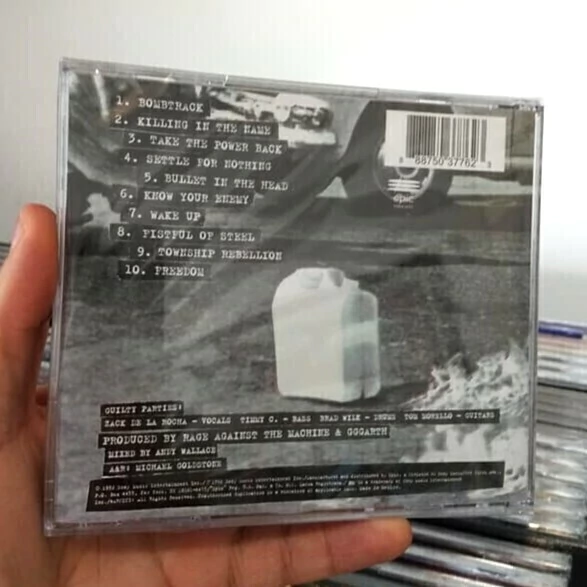 1. BOMBTRACK
2. KILLING IN THE NAME
3. TAKE THE POWER BACK
4. SETTLE FOR NOTHING
5. BULLET IN THE HEAD
6. KNOW YOUR ENEMY
7. WAKE UP
8. FISTFUL OF STEEL
9. TOWNSHIP REBELLION
10. FREEDOM
8 88750 37762
epic
GUILTY PARTIES:
ZACK DE LA ROCHA - VOCALS TIMMY C. - BASS BRAD WILK - DRUMS TOM MORELLO - GUITARS
PRODUCED BY RAGE AGAINST THE MACHINE & GGGARTH
MIXED BY ANDY WALLACE
A&R: MICHAEL GOLDSTONE